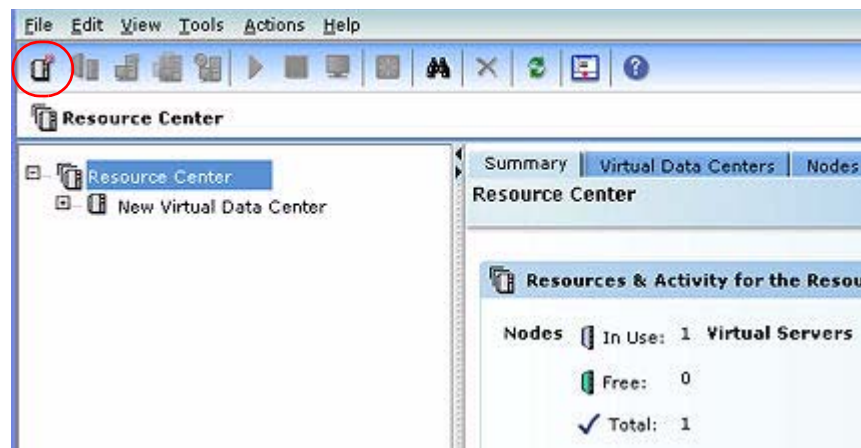 File Edit View Tools Actions Help
Resource Center
Resource Center
New Virtual Data Center
Summary Virtual Data Centers Nodes
Resource Center
Resources & Activity for the Resou
Nodes In Use: 1 Virtual Servers
Free: 0
Total: 1